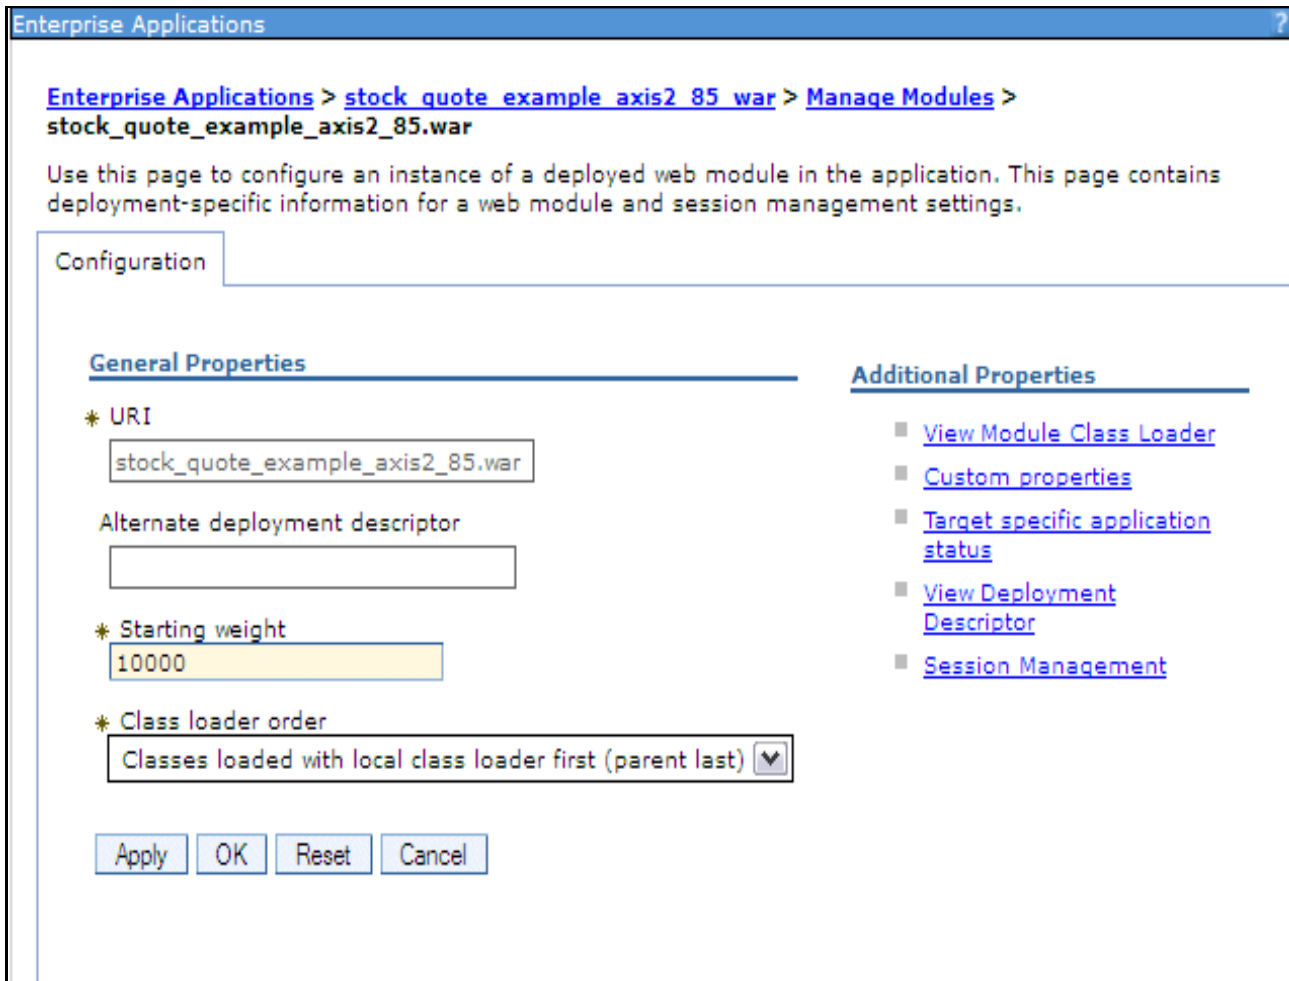 Enterprise Applications
?
Enterprise Applications > stock_quote_example_axis2_85_war > Manage Modules >
stock_quote_example_axis2_85.war
Use this page to configure an instance of a deployed web module in the application. This page contains
deployment-specific information for a web module and session management settings.
Configuration
General Properties
* URI
stock_quote_example_axis2_85.war
Alternate deployment descriptor
* Starting weight
10000
* Class loader order
Classes loaded with local class loader first (parent last)
Apply OK Reset Cancel
Additional Properties
View Module Class Loader
Custom properties
Target specific application
status
View Deployment
Descriptor
Session Management